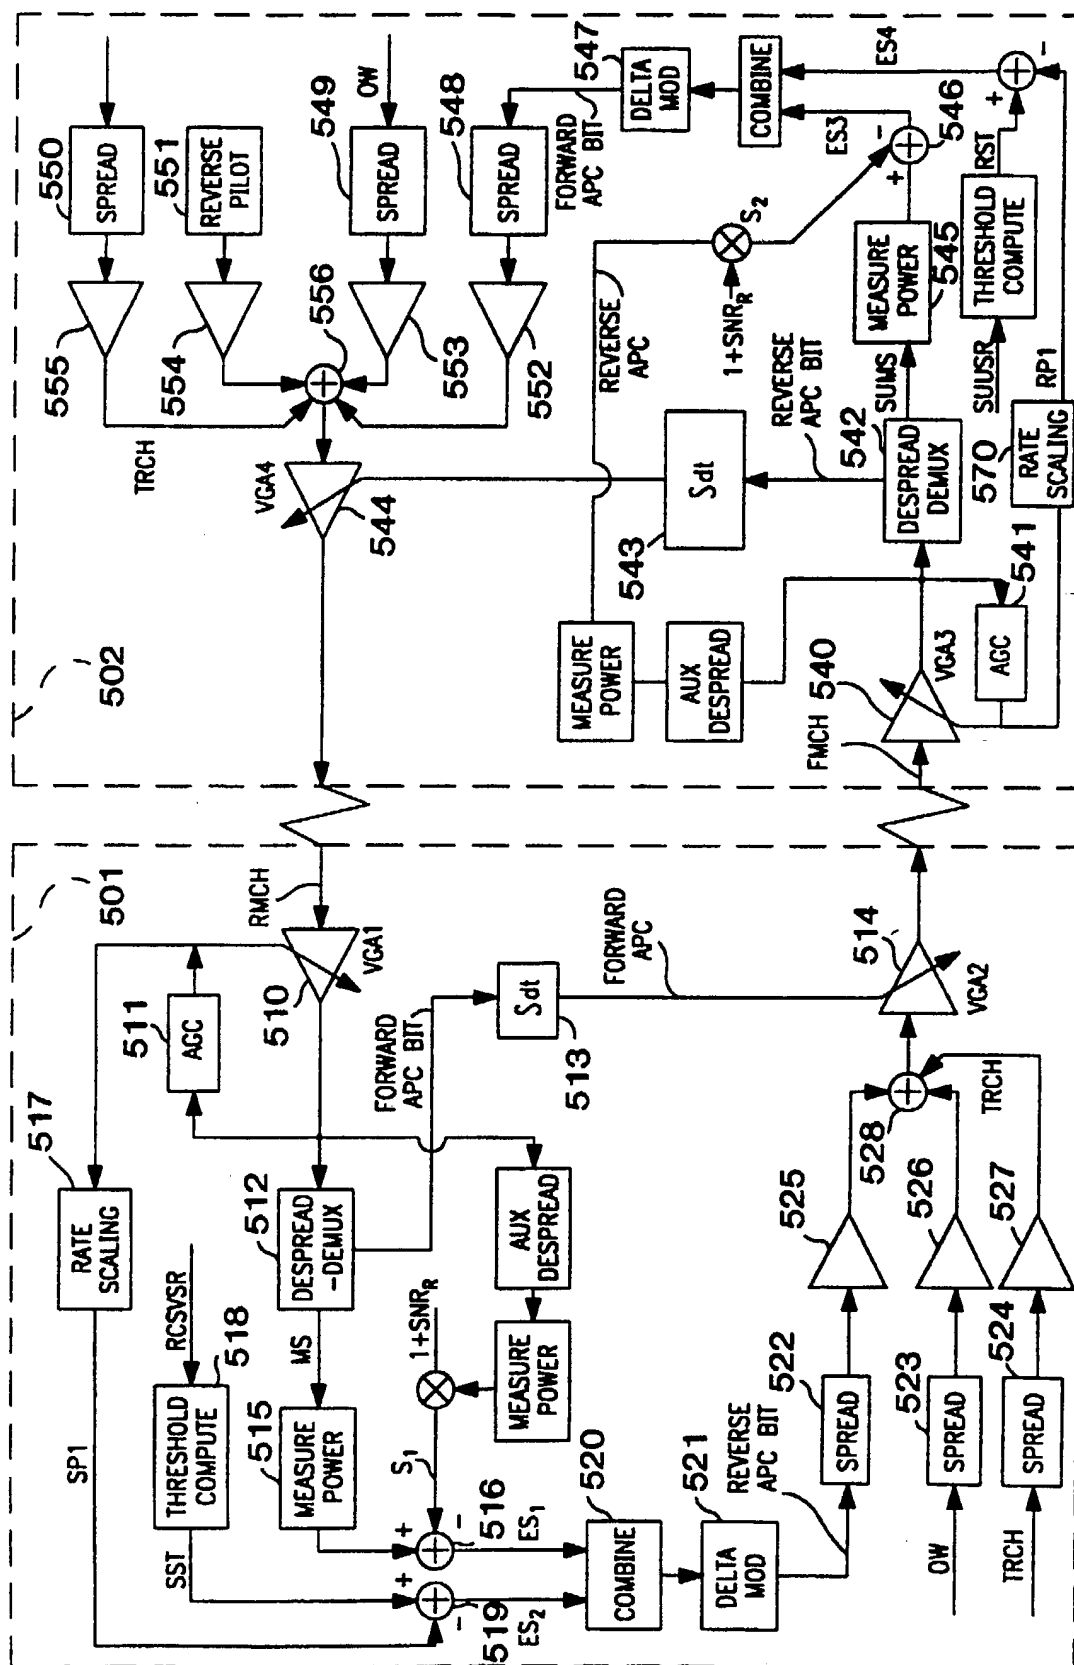 SP1
517
RATE
SCALING
SST
THRESHOLD
COMPUTE
518
RCSVSR
511
AGC
501
RMCH
VGA1
510
MEASURE
POWER
515
MS
DESPREAD
-DEMUX
512
FORWARD
APC BIT
S1
1+SNRR
MEASURE
POWER
AUX
DESPREAD
519
516
ES2
ES1
COMBINE
520
DELTA
MOD
521
REVERSE
APC BIT
∫dt
513
FORWARD
APC
SPREAD
522
525
OW
SPREAD
523
526
TRCH
SPREAD
524
527
528
TRCH
514
VGA2
502
555
550
SPREAD
554
551
REVERSE
PILOT
TRCH
556
VGA4
544
553
549
SPREAD
OW
552
548
SPREAD
FORWARD
APC BIT
547
DELTA
MOD
MEASURE
POWER
AUX
DESPREAD
REVERSE
APC
∫dt
543
1+SNRR
S2
REVERSE
APC BIT
COMBINE
ES3
ES4
546
FMCH
540
VGA3
AGC
541
DESPREAD
DEMUX
542
SUMS
MEASURE
POWER
545
SUUSR
THRESHOLD
COMPUTE
RST
570
RATE
SCALING
RP1